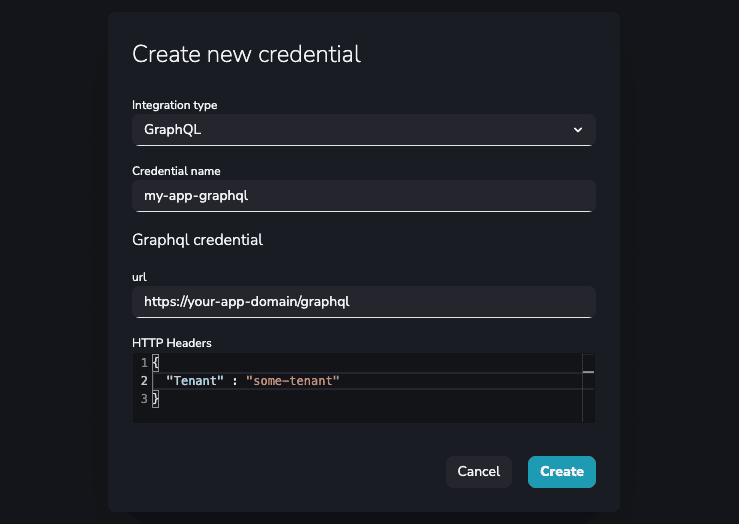 Create new credential
Integration type
GraphQL
Credential name
my-app-graphql
Graphql credential
url
https://your-app-domain/graphql
HTTP Headers
1 {
2 "Tenant" : "some-tenant"
3 }
Cancel Create